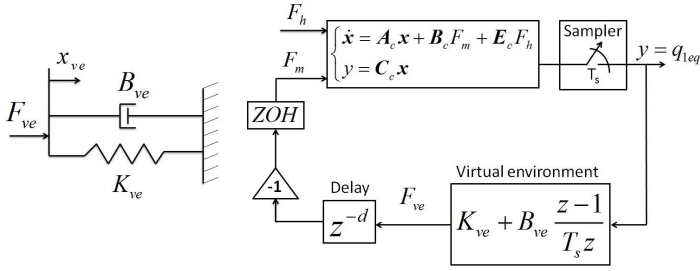 x_ve
B_ve
F_ve
K_ve
F_h
F_m
ẋ = A_c x + B_c F_m + E_c F_h
y = C_c x
Sampler
T_s
y = q_1eq
ZOH
-1
Delay
z^-d
F_ve
Virtual environment
K_ve + B_ve (z-1)/(T_s z)